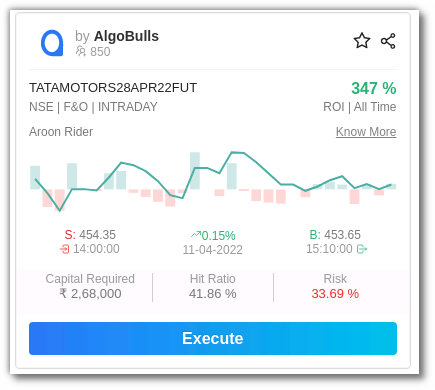 by AlgoBulls
850
TATAMOTORS28APR22FUT
347 %
NSE | F&O | INTRADAY
ROI | All Time
Aroon Rider
Know More
S: 454.35
0.15%
B: 453.65
14:00:00
11-04-2022
15:10:00
Capital Required
Hit Ratio
Risk
₹ 2,68,000
41.86 %
33.69 %
Execute